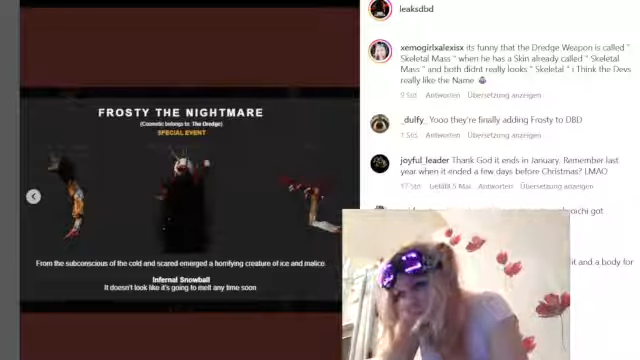 FROSTY THE NIGHTMARE
(Cosmetic belongs to: The Dredge)
SPECIAL EVENT
From the subconscious of the cold and scared emerged a horrifying creature of ice and malice.
Infernal Snowball
It doesn't look like it's going to melt any time soon
leaksdbd
xemogirlxalexisx its funny that the Dredge Weapon is called "
Skeletal Mass " when he has a Skin already called " Skeletal
Mass " and both didnt really looks " Skeletal " i Think the Devs
really like the Name
9 Std. Antworten Übersetzung anzeigen
_dulfy_ Yooo they're finally adding Frosty to DBD
Std. Antworten Übersetzung anzeigen
joyful_leader Thank God it ends in January. Remember last
year when it ended a few days before Christmas? LMAO
17 Std. Gefällt 5 Mal Antworten Übersetzung anzeigen
got
it and a body for